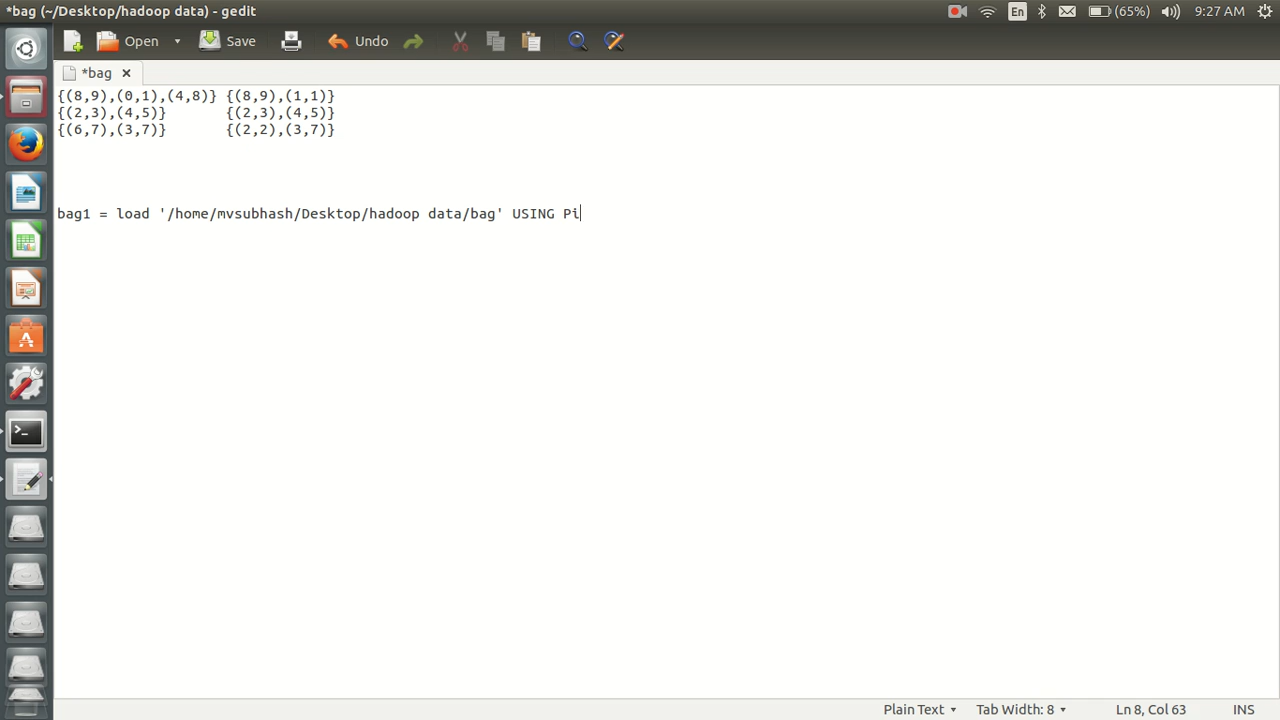 *bag (~/Desktop/hadoop data) - gedit
En (65%) 9:27 AM
Open Save Undo
*bag ×
{(8,9),(0,1),(4,8)} {(8,9),(1,1)}
{(2,3),(4,5)} {(2,3),(4,5)}
{(6,7),(3,7)} {(2,2),(3,7)}
bag1 = load '/home/mvsubhash/Desktop/hadoop data/bag' USING Pi
Plain Text Tab Width: 8 Ln 8, Col 63 INS